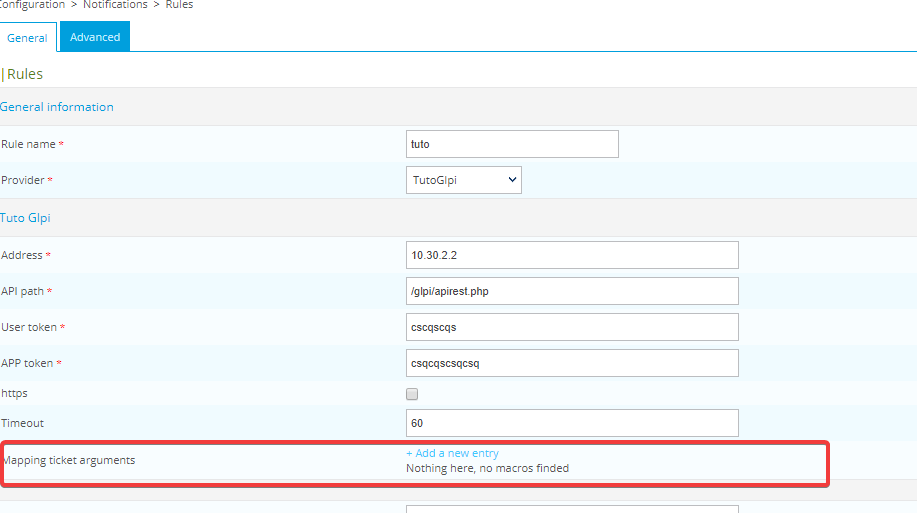 Configuration > Notifications > Rules
General Advanced
Rules
General information
Rule name * tuto
Provider * TutoGlpi
Tuto Glpi
Address * 10.30.2.2
API path * /glpi/apirest.php
User token * cscqscqs
APP token * csqcqscsqcsq
https
Timeout 60
Mapping ticket arguments + Add a new entry
Nothing here, no macros finded